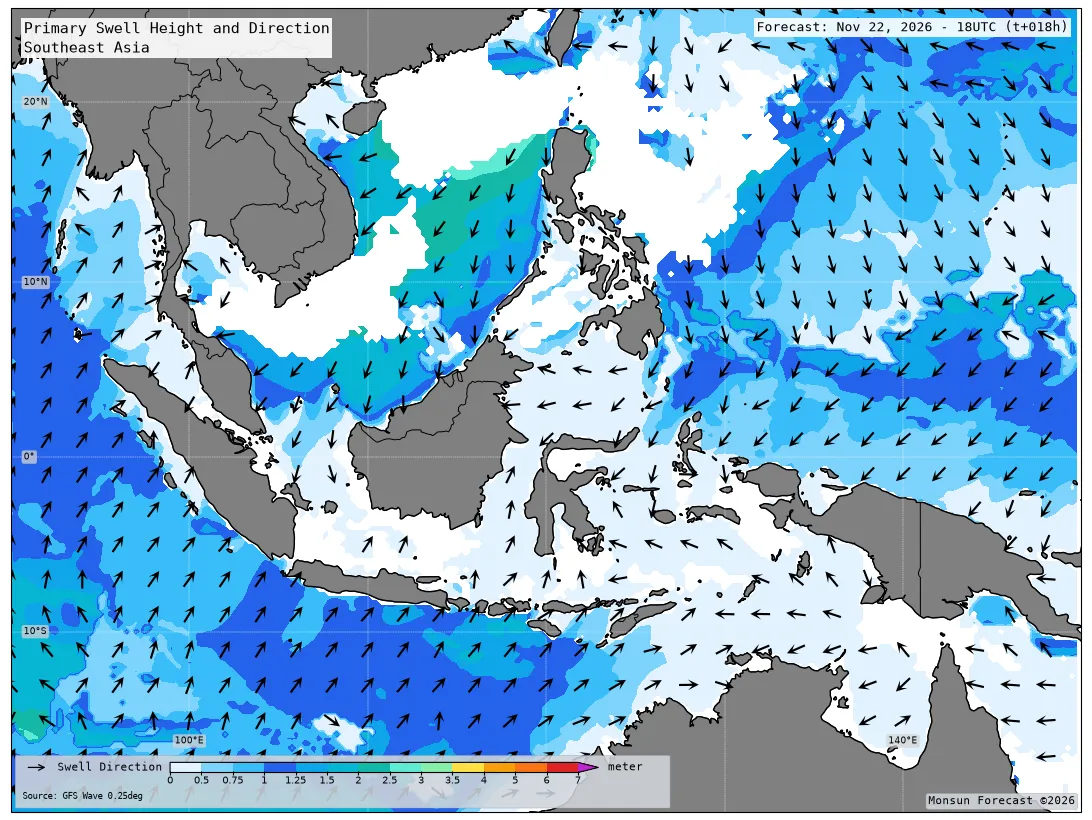 Primary Swell Height and Direction
Southeast Asia
Forecast: Nov 22, 2026 - 18UTC (t+018h)
20°N
10°N
0°
10°S
100°E
140°E
Swell Direction
meter
0 0.5 0.75 1 1.25 1.5 2 2.5 3 3.5 4 5 6 7
Source: GFS Wave 0.25deg
Monsun Forecast ©2026